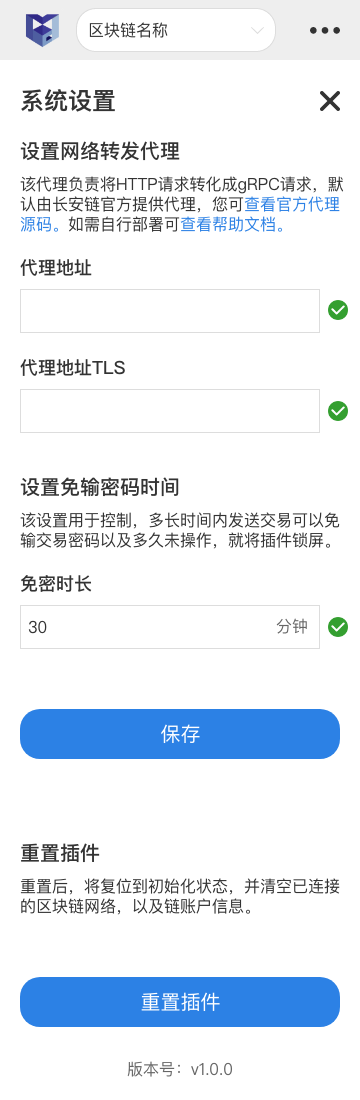 区块链名称
系统设置
设置网络转发代理
该代理负责将HTTP请求转化成gRPC请求，默
认由长安链官方提供代理，您可查看官方代理
源码。如需自行部署可查看帮助文档。
代理地址
代理地址TLS
设置免输密码时间
该设置用于控制，多长时间内发送交易可以免
输交易密码以及多久未操作，就将插件锁屏。
免密时长
30 分钟
保存
重置插件
重置后，将复位到初始化状态，并清空已连接
的区块链网络，以及链账户信息。
重置插件
版本号：v1.0.0